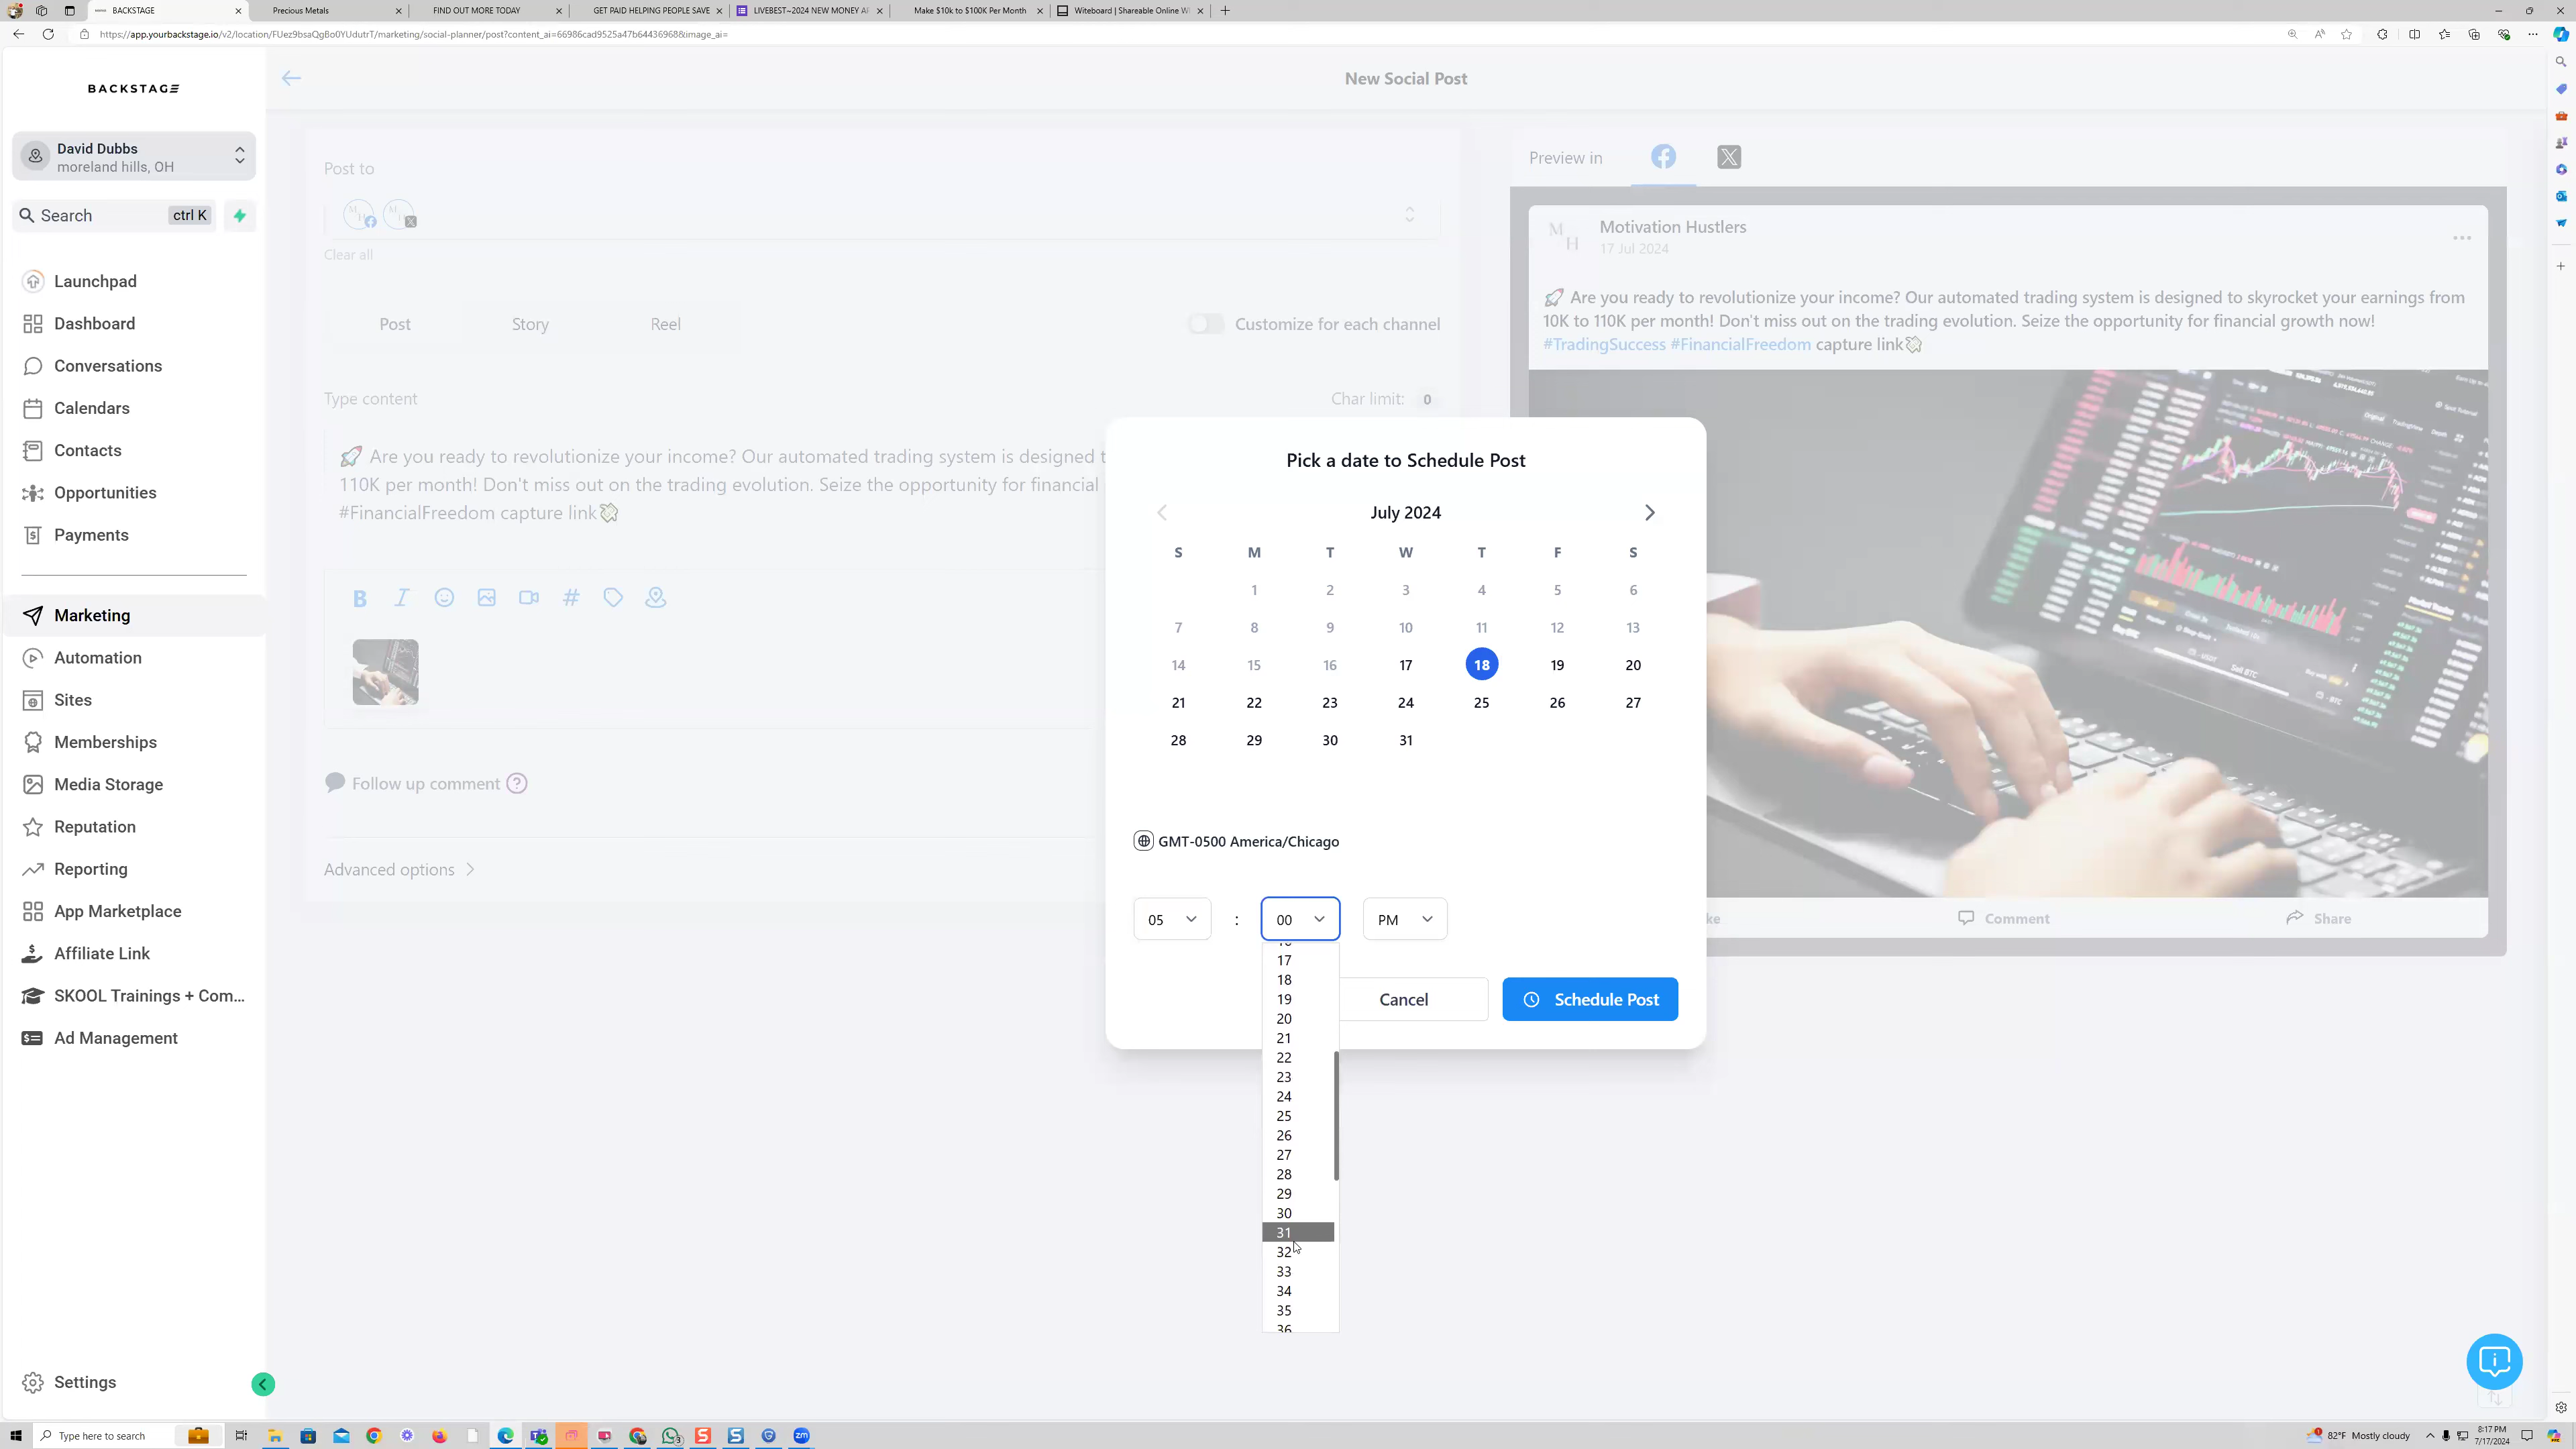 BACKSTAGE
Precious Metals
FIND OUT MORE TODAY
GET PAID HELPING PEOPLE SAVE
LIVEBEST~2024 NEW MONEY A
Make $10k to $100K Per Month
Witeboard | Shareable Online W
https://app.yourbackstage.io/v2/location/FUez9bsaQgBo0YUdutrT/marketing/social-planner/post?content_ai=66986cad9525a47b644369688&image_ai=
BACKSTAGE
David Dubbs
moreland hills, OH
Search
ctrl K
Launchpad
Dashboard
Conversations
Calendars
Contacts
Opportunities
Payments
Marketing
Automation
Sites
Memberships
Media Storage
Reputation
Reporting
App Marketplace
Affiliate Link
SKOOL Trainings + Com...
Ad Management
Settings
New Social Post
Post to
Clear all
Post Story Reel
Customize for each channel
Type content
Char limit: 0
🚀 Are you ready to revolutionize your income? Our automated trading system is designed t
110K per month! Don't miss out on the trading evolution. Seize the opportunity for financial
#FinancialFreedom capture link
B I #
Follow up comment ?
Advanced options
Pick a date to Schedule Post
July 2024
S M T W T F S
1 2 3 4 5 6
7 8 9 10 11 12 13
14 15 16 17 18 19 20
21 22 23 24 25 26 27
28 29 30 31
GMT-0500 America/Chicago
05 : 00 PM
17
18
19
20
21
22
23
24
25
26
27
28
29
30
31
32
33
34
35
36
Cancel
Schedule Post
Preview in
M H
Motivation Hustlers
17 Jul 2024
🚀 Are you ready to revolutionize your income? Our automated trading system is designed to skyrocket your earnings from
10K to 110K per month! Don't miss out on the trading evolution. Seize the opportunity for financial growth now!
#TradingSuccess #FinancialFreedom capture link
ke
Comment
Share
Type here to search
82°F Mostly cloudy
8:17 PM
7/17/2024